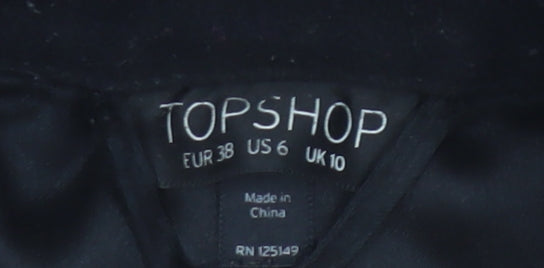 TOPSHOP
EUR 38 US 6 UK 10
Made in
China
RN 125149